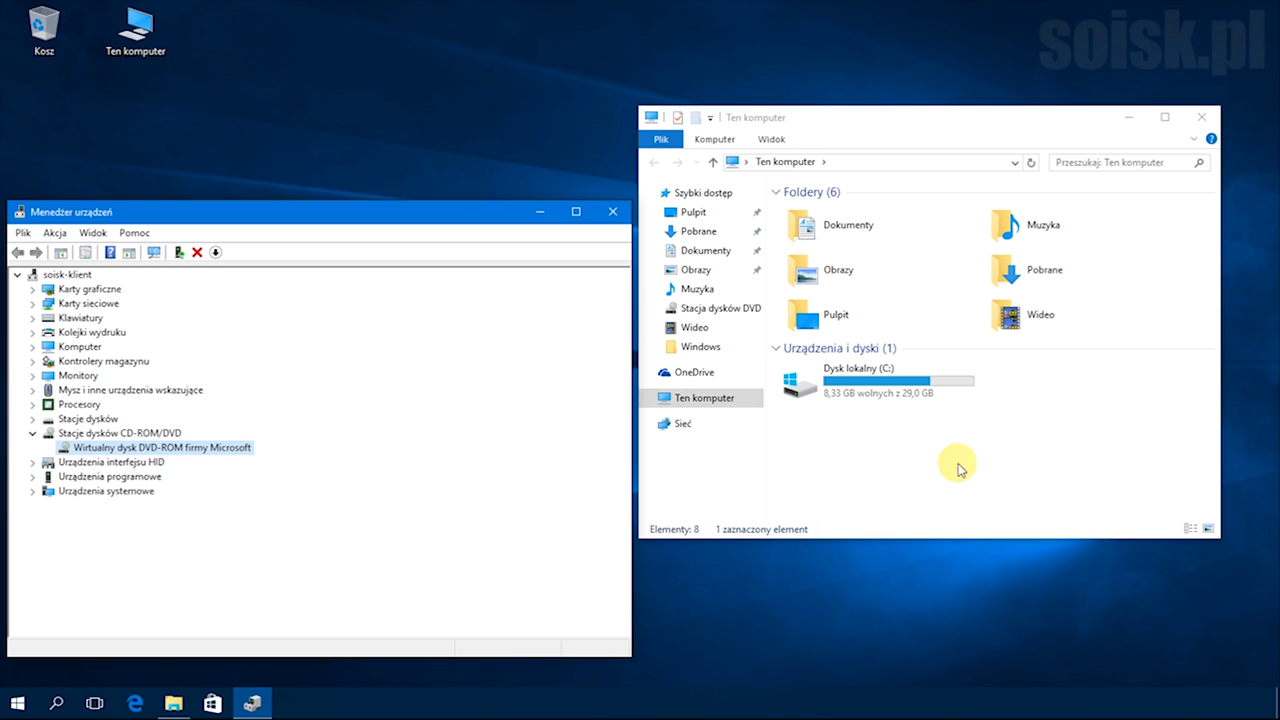 soisk.pl
Kosz
Ten komputer
Menedżer urządzeń
Plik Akcja Widok Pomoc
soisk-klient
Karty graficzne
Karty sieciowe
Klawiatury
Kolejki wydruku
Komputer
Kontrolery magazynu
Monitory
Mysz i inne urządzenia wskazujące
Procesory
Stacje dysków
Stacje dysków CD-ROM/DVD
Wirtualny dysk DVD-ROM firmy Microsoft
Urządzenia interfejsu HID
Urządzenia programowe
Urządzenia systemowe
Ten komputer
Plik Komputer Widok
Ten komputer
Przeszukaj: Ten komputer
Szybki dostęp
Pulpit
Pobrane
Dokumenty
Obrazy
Muzyka
Stacja dysków DVD
Wideo
Windows
OneDrive
Ten komputer
Sieć
Foldery (6)
Dokumenty
Muzyka
Obrazy
Pobrane
Pulpit
Wideo
Urządzenia i dyski (1)
Dysk lokalny (C:)
8,33 GB wolnych z 29,0 GB
Elementy: 8 1 zaznaczony element